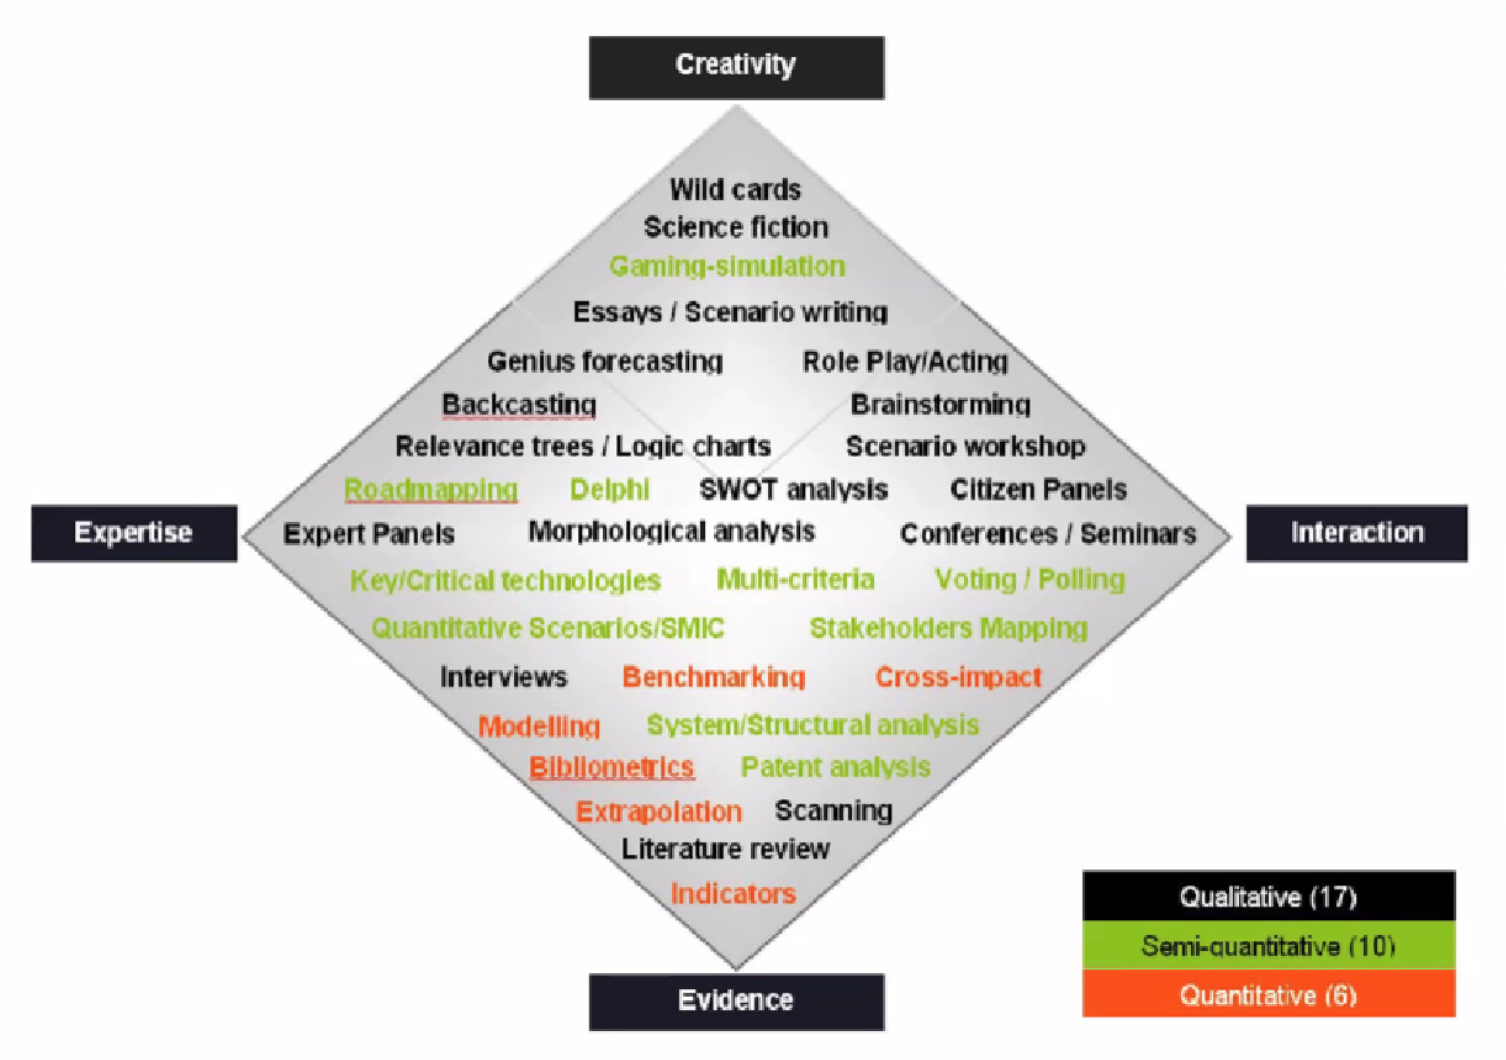 Creativity
Wild cards
Science fiction
Gaming-simulation
Essays / Scenario writing
Genius forecasting Role Play/Acting
Backcasting Brainstorming
Relevance trees / Logic charts Scenario workshop
Roadmapping Delphi SWOT analysis Citizen Panels
Expertise Expert Panels Morphological analysis Conferences / Seminars Interaction
Key/Critical technologies Multi-criteria Voting / Polling
Quantitative Scenarios/SMIC Stakeholders Mapping
Interviews Benchmarking Cross-impact
Modelling System/Structural analysis
Bibliometrics Patent analysis
Extrapolation Scanning
Literature review
Indicators
Evidence
Qualitative (17)
Semi-quantitative (10)
Quantitative (6)